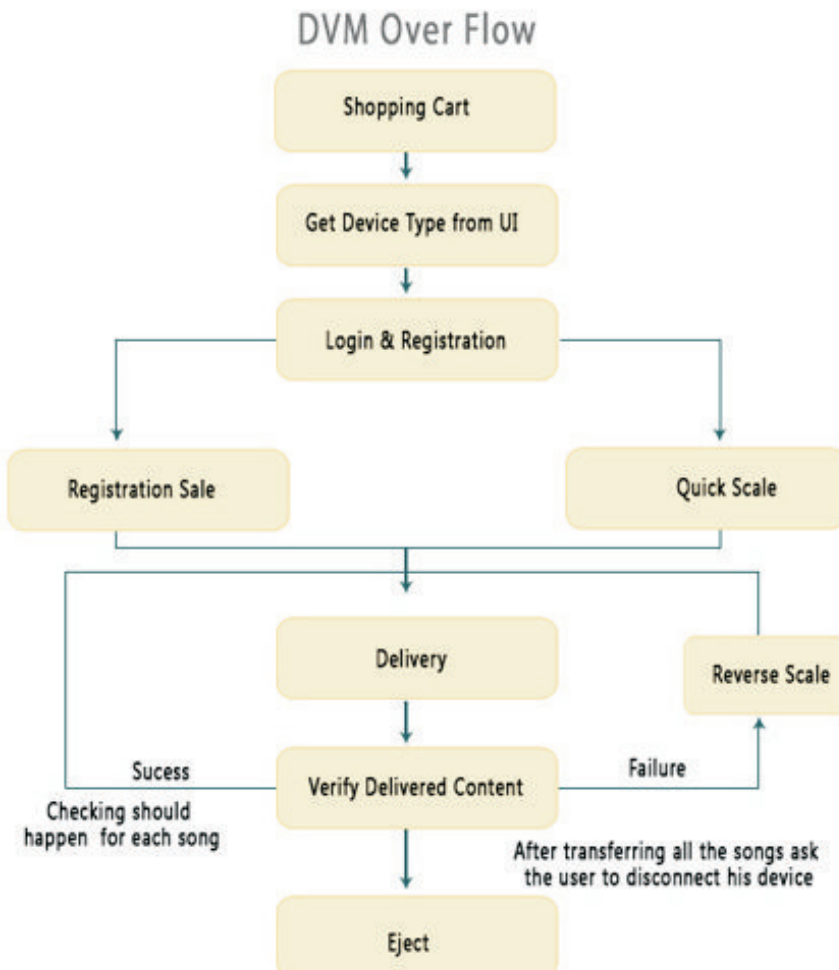 DVM Over Flow
Shopping Cart
Get Device Type from UI
Login & Registration
Registration Sale
Quick Scale
Delivery
Reverse Scale
Sucess
Verify Delivered Content
Failure
Checking should
happen for each song
After transferring all the songs ask
the user to disconnect his device
Eject